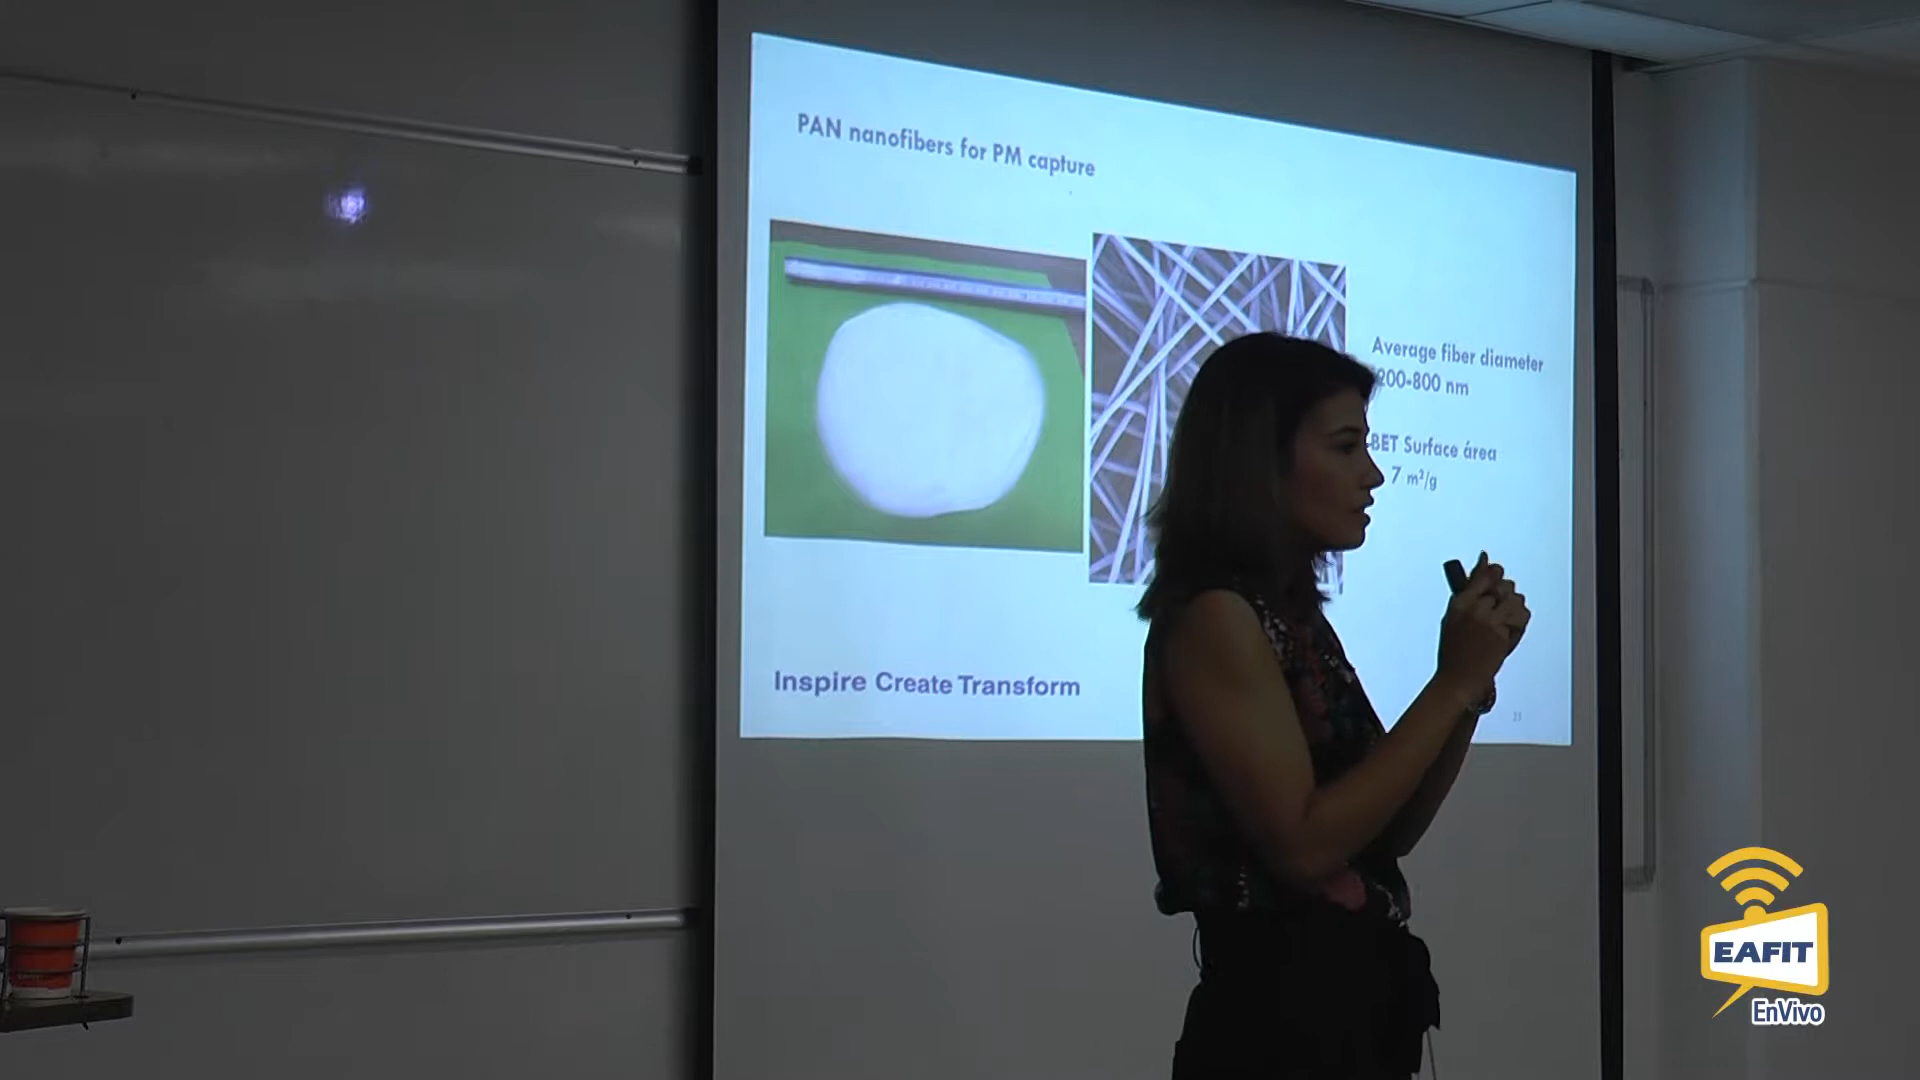 PAN nanofibers for PM capture
Average fiber diameter
200-800 nm
BET Surface área
7 m²/g
Inspire Create Transform
EAFIT
EnVivo